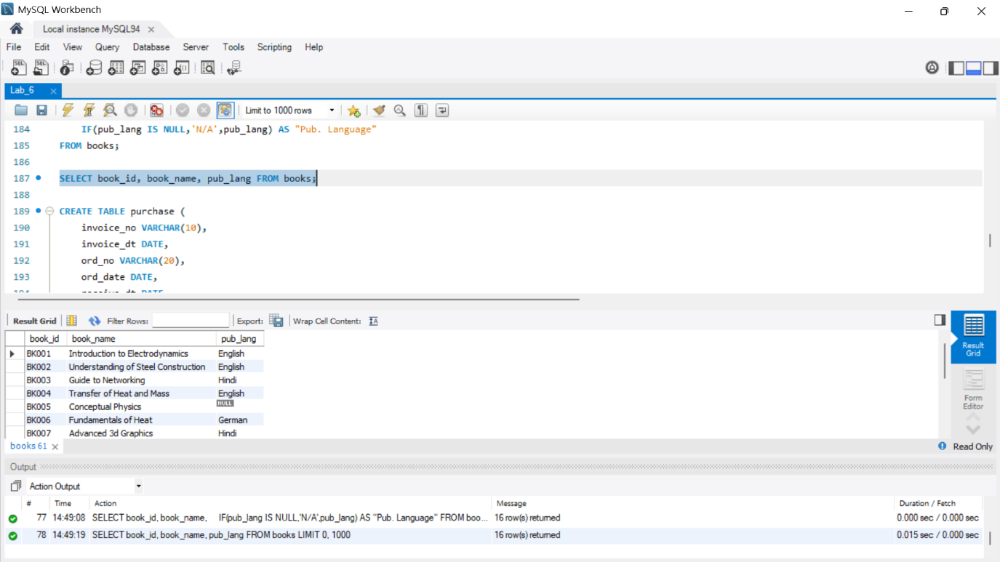 MySQL Workbench
Local instance MySQL94
File Edit View Query Database Server Tools Scripting Help
Lab_6
Limit to 1000 rows
184 IF(pub_lang IS NULL,'N/A',pub_lang) AS "Pub. Language"
185 FROM books;
186
187 SELECT book_id, book_name, pub_lang FROM books;
188
189 CREATE TABLE purchase (
190 invoice_no VARCHAR(10),
191 invoice_dt DATE,
192 ord_no VARCHAR(20),
193 ord_date DATE,
Result Grid Filter Rows: Export: Wrap Cell Content:
book_id book_name pub_lang
BK001 Introduction to Electrodynamics English
BK002 Understanding of Steel Construction English
BK003 Guide to Networking Hindi
BK004 Transfer of Heat and Mass English
BK005 Conceptual Physics NULL
BK006 Fundamentals of Heat German
BK007 Advanced 3d Graphics Hindi
Result
Grid
Form
Editor
books 61
Read Only
Output
Action Output
# Time Action Message Duration / Fetch
77 14:49:08 SELECT book_id, book_name, IF(pub_lang IS NULL,'N/A',pub_lang) AS "Pub. Language" FROM boo... 16 row(s) returned 0.000 sec / 0.000 sec
78 14:49:19 SELECT book_id, book_name, pub_lang FROM books LIMIT 0, 1000 16 row(s) returned 0.015 sec / 0.000 sec